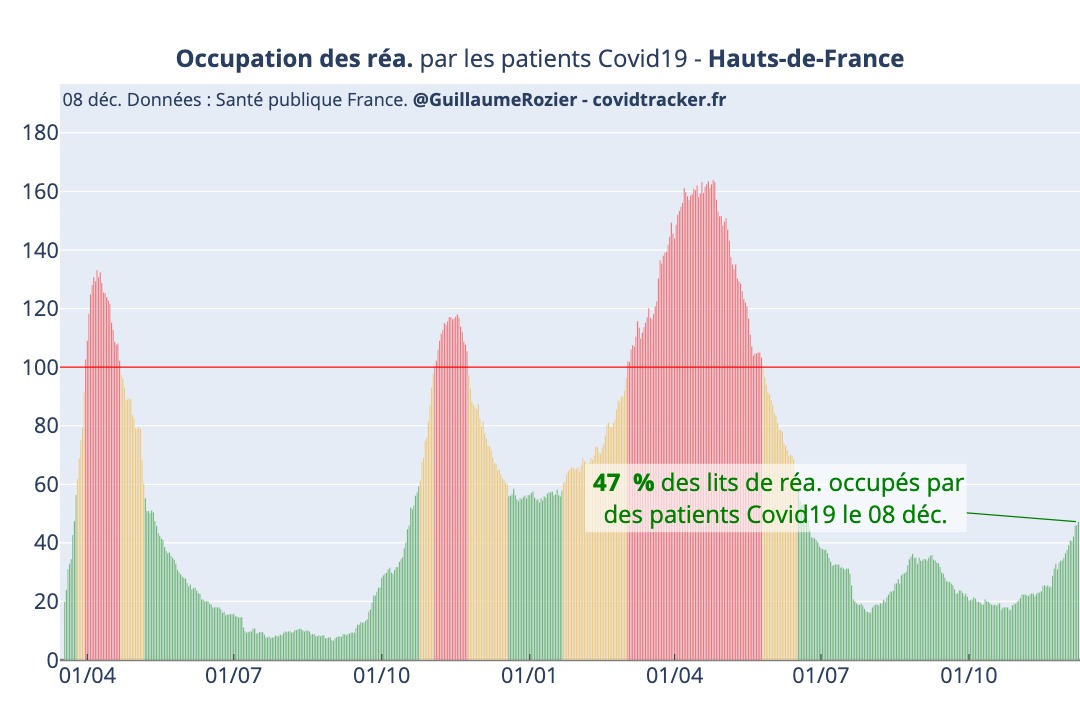 Occupation des réa. par les patients Covid19 - Hauts-de-France
08 déc. Données : Santé publique France. @GuillaumeRozier - covidtracker.fr
180
160
140
120
100
80
60
47 % des lits de réa. occupés par
des patients Covid19 le 08 déc.
40
20
0
01/04 01/07 01/10 01/01 01/04 01/07 01/10